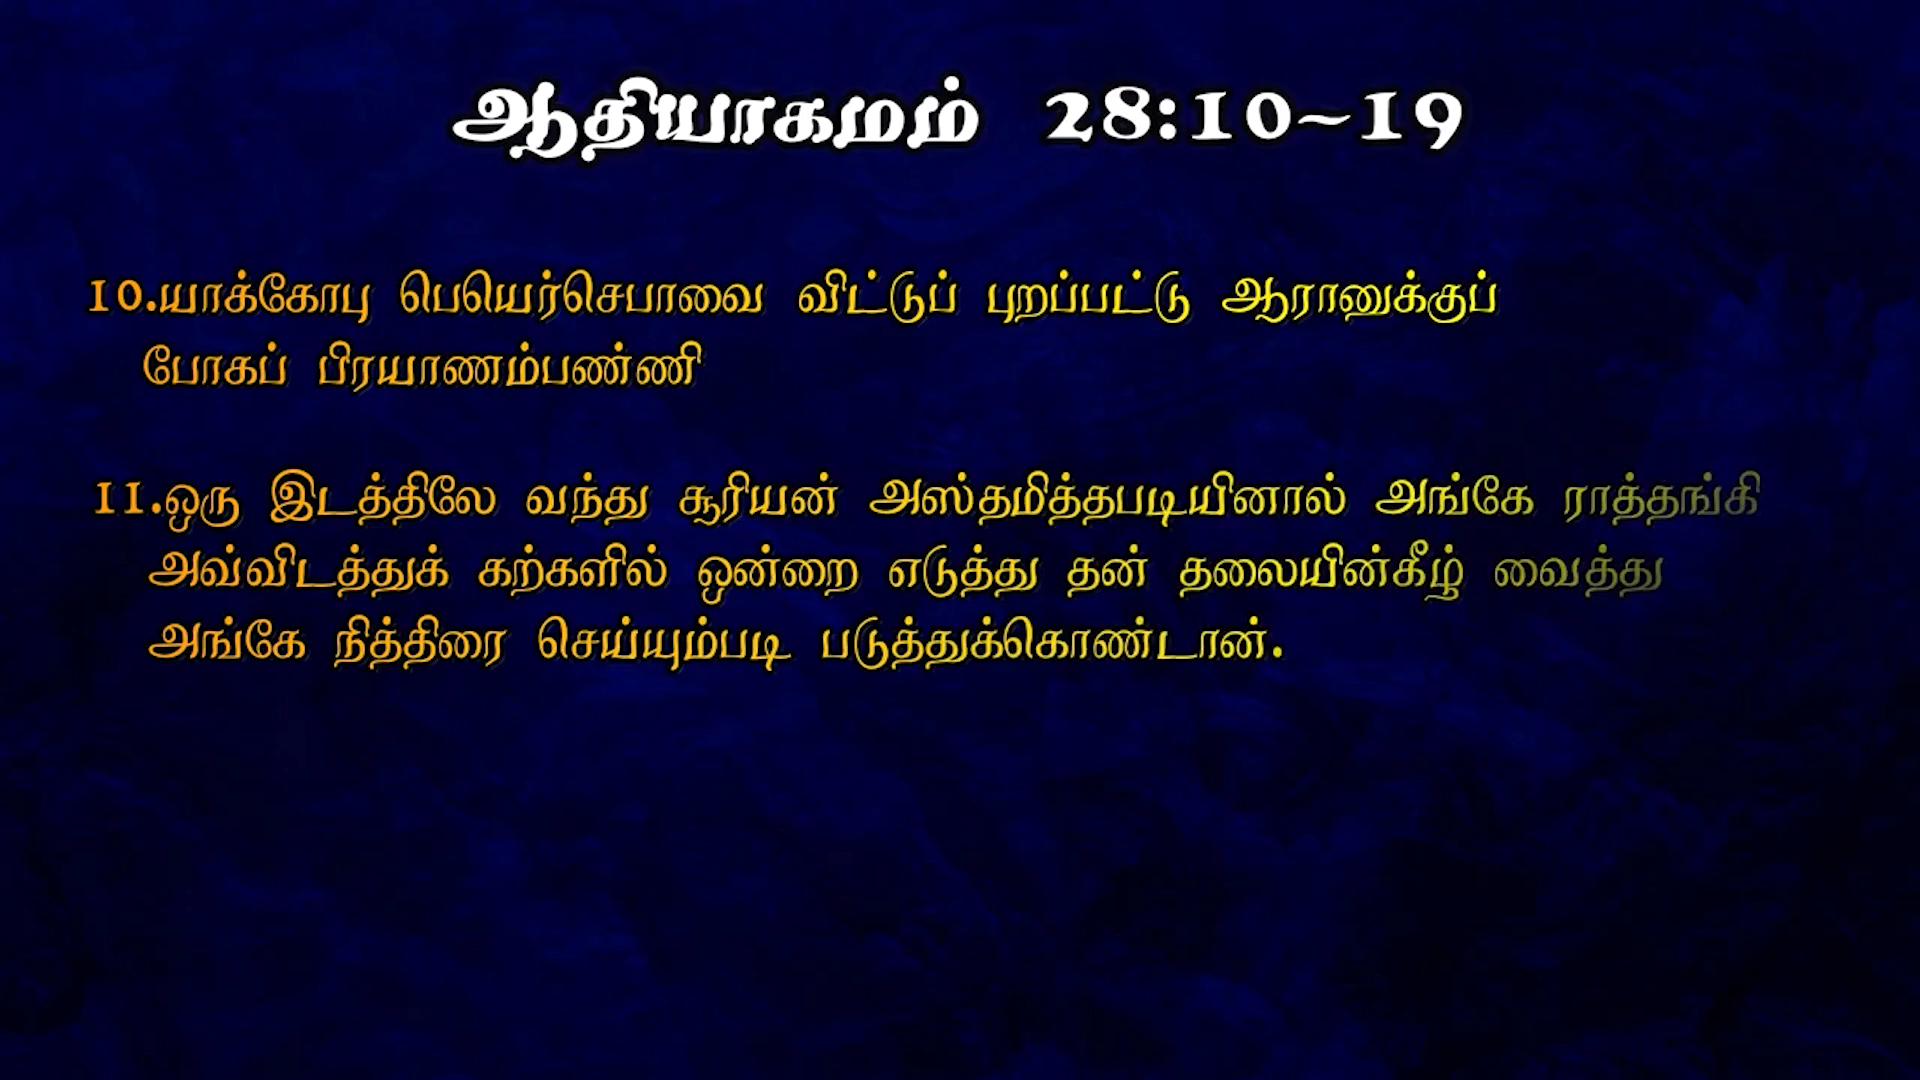 ஆதியாகமம் 28:10-19
10.யாக்கோபு பெயெர்செபாவை விட்டுப் புறப்பட்டு ஆரானுக்குப்
போகப் பிரயாணம்பண்ணி
11.ஒரு இடத்திலே வந்து சூரியன் அஸ்தமித்தபடியினால் அங்கே ராத்தங்கி
அவ்விடத்துக் கற்களில் ஒன்றை எடுத்து தன் தலையின்கீழ் வைத்து
அங்கே நித்திரை செய்யும்படி படுத்துக்கொண்டான்.